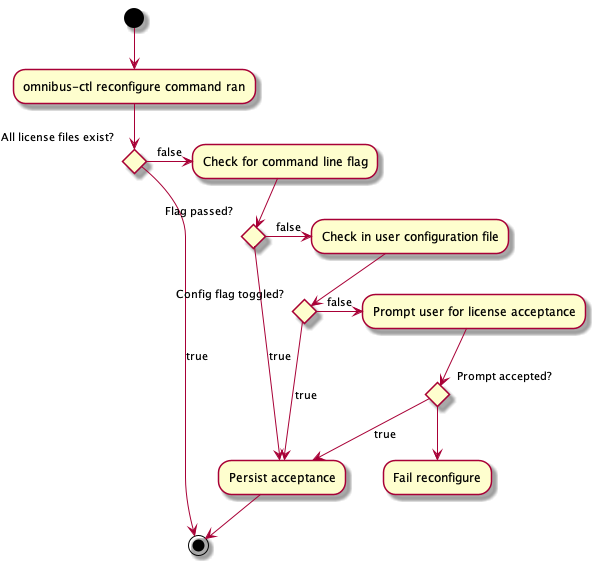 omnibus-ctl reconfigure command ran
All license files exist?
false
Check for command line flag
Flag passed?
false
Check in user configuration file
Config flag toggled?
false
Prompt user for license acceptance
true
true
true
Prompt accepted?
true
Persist acceptance
Fail reconfigure